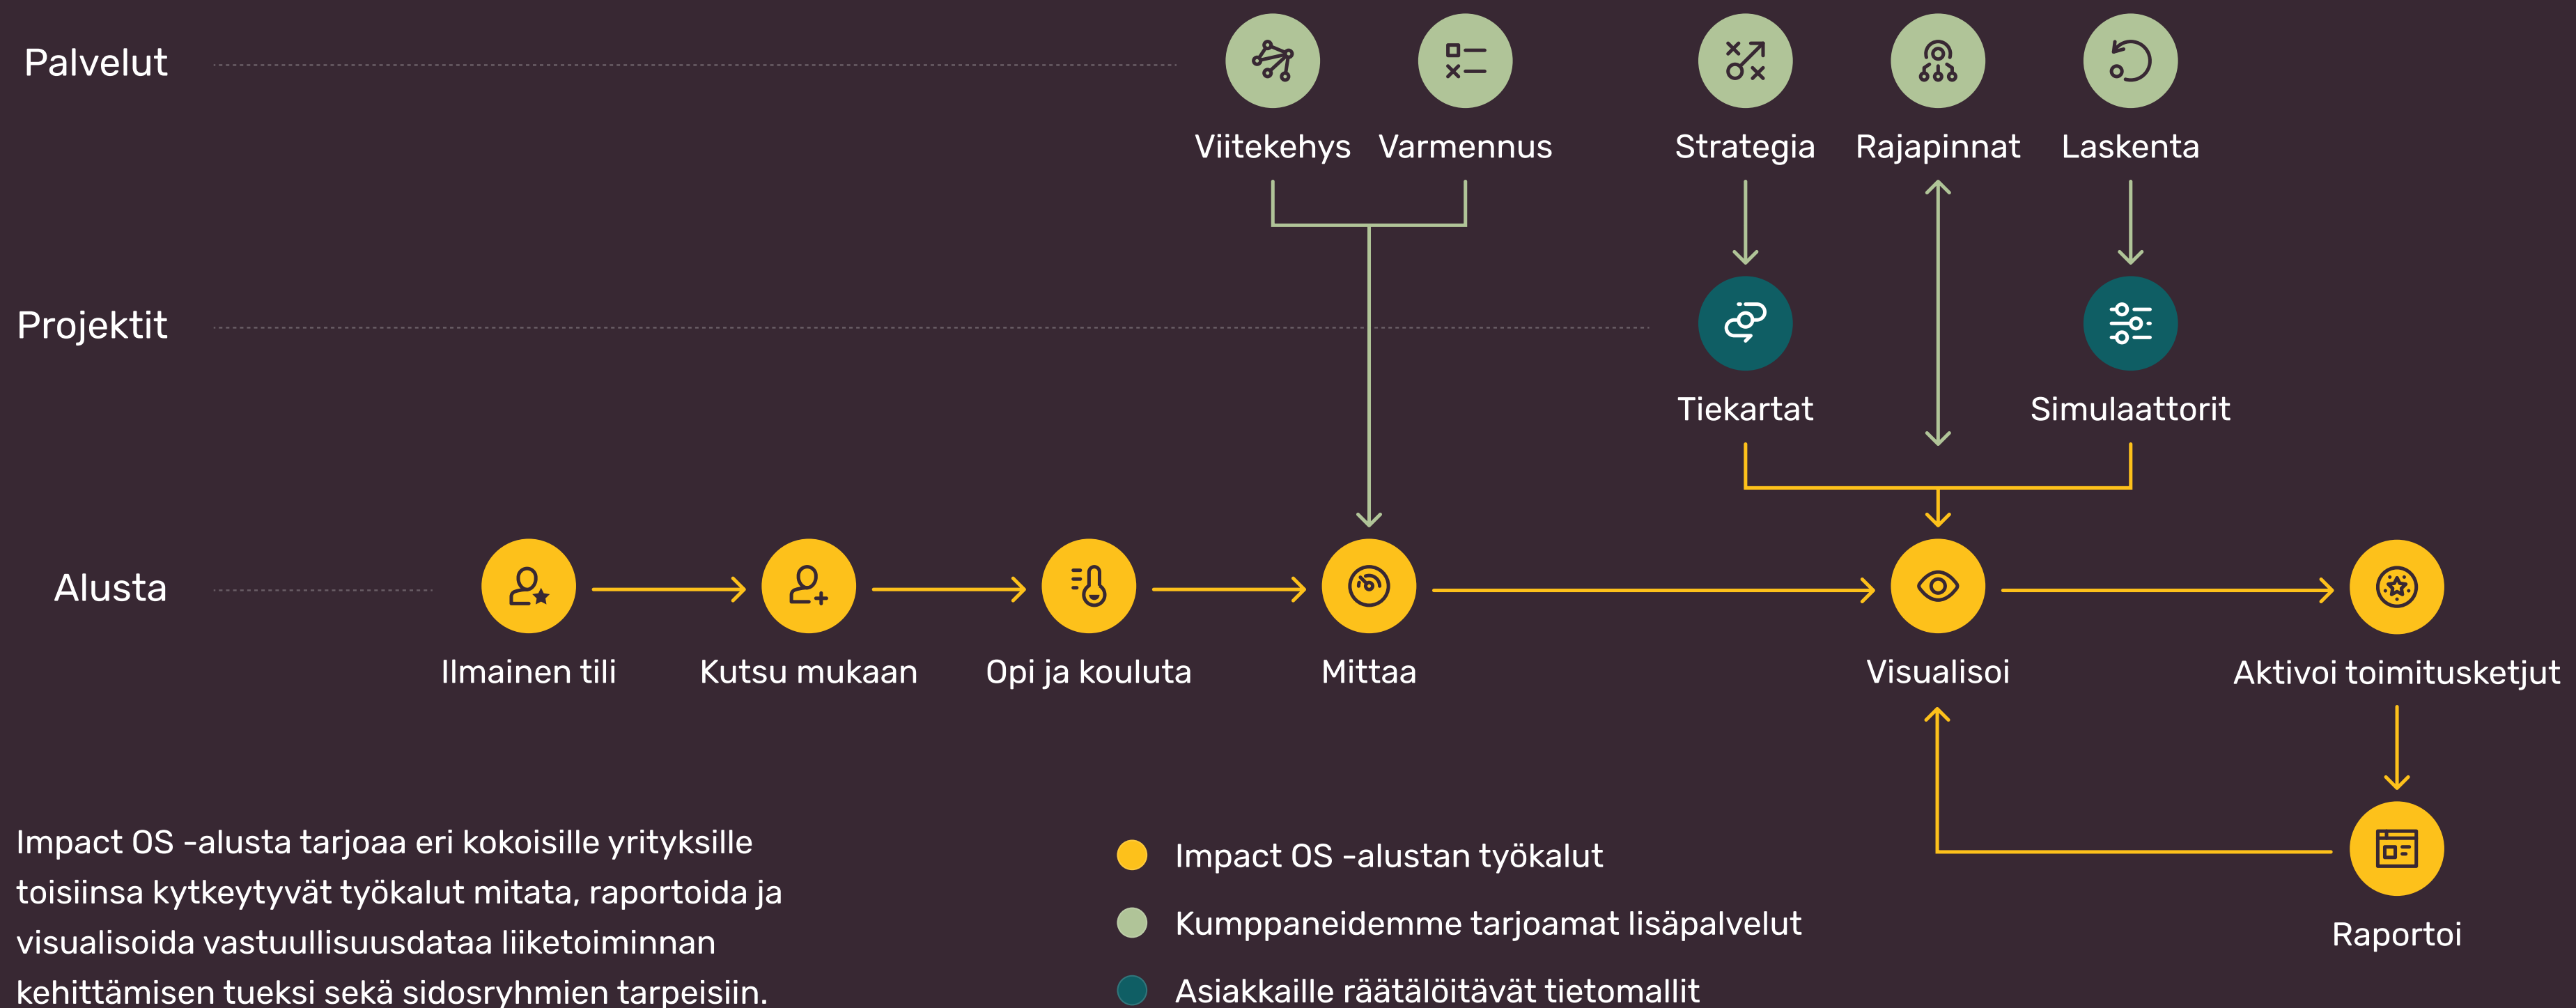 Palvelut
Viitekehys
Varmennus
Strategia
Rajapinnat
Laskenta
Projektit
Tiekartat
Simulaattorit
Alusta
Ilmainen tili
Kutsu mukaan
Opi ja kouluta
Mittaa
Visualisoi
Aktivoi toimitusketjut
Raportoi
Impact OS -alusta tarjoaa eri kokoisille yrityksille
toisiinsa kytkeytyvät työkalut mitata, raportoida ja
visualisoida vastuullisuusdataa liiketoiminnan
kehittämisen tueksi sekä sidosryhmien tarpeisiin.
Impact OS -alustan työkalut
Kumppaneidemme tarjoamat lisäpalvelut
Asiakkaille räätälöitävät tietomallit